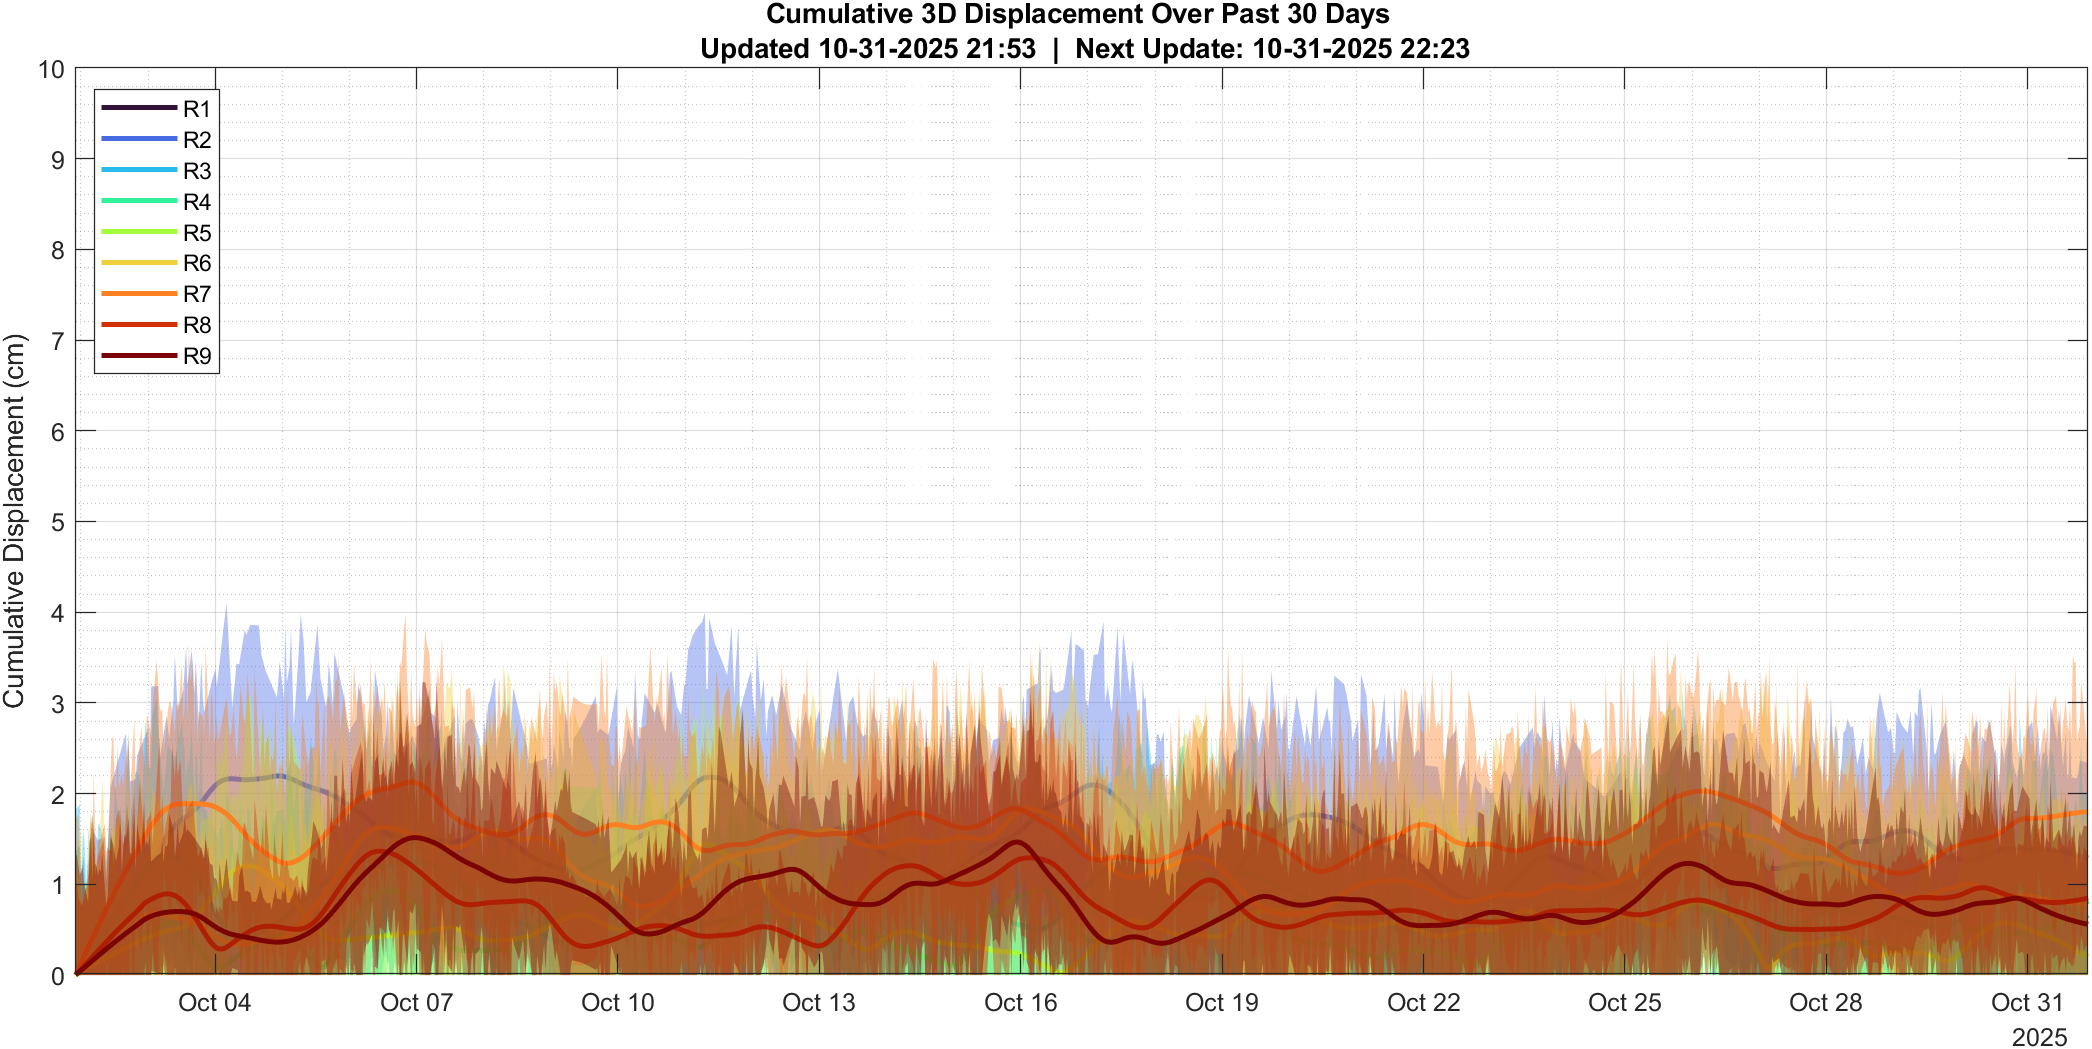 Cumulative 3D Displacement Over Past 30 Days
Updated 10-31-2025 21:53 | Next Update: 10-31-2025 22:23
Cumulative Displacement (cm)
10
9
8
7
6
5
4
3
2
1
0
R1
R2
R3
R4
R5
R6
R7
R8
R9
Oct 04 Oct 07 Oct 10 Oct 13 Oct 16 Oct 19 Oct 22 Oct 25 Oct 28 Oct 31
2025